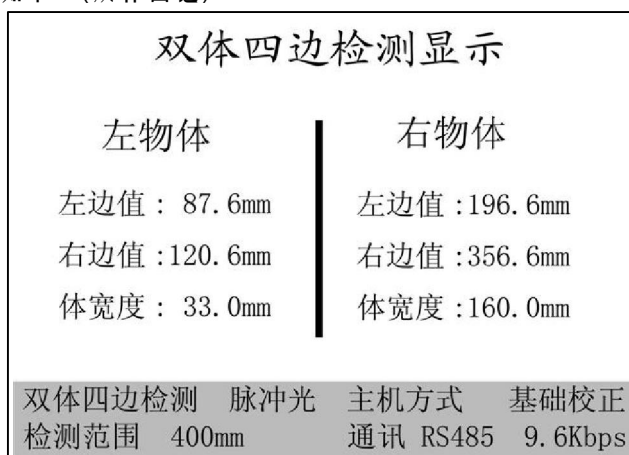 双体四边检测显示
左物体
左边值: 87.6mm
右边值:120.6mm
体宽度: 33.0mm
右物体
左边值:196.6mm
右边值:356.6mm
体宽度:160.0mm
双体四边检测 脉冲光 主机方式 基础校正
检测范围 400mm 通讯 RS485 9.6Kbps